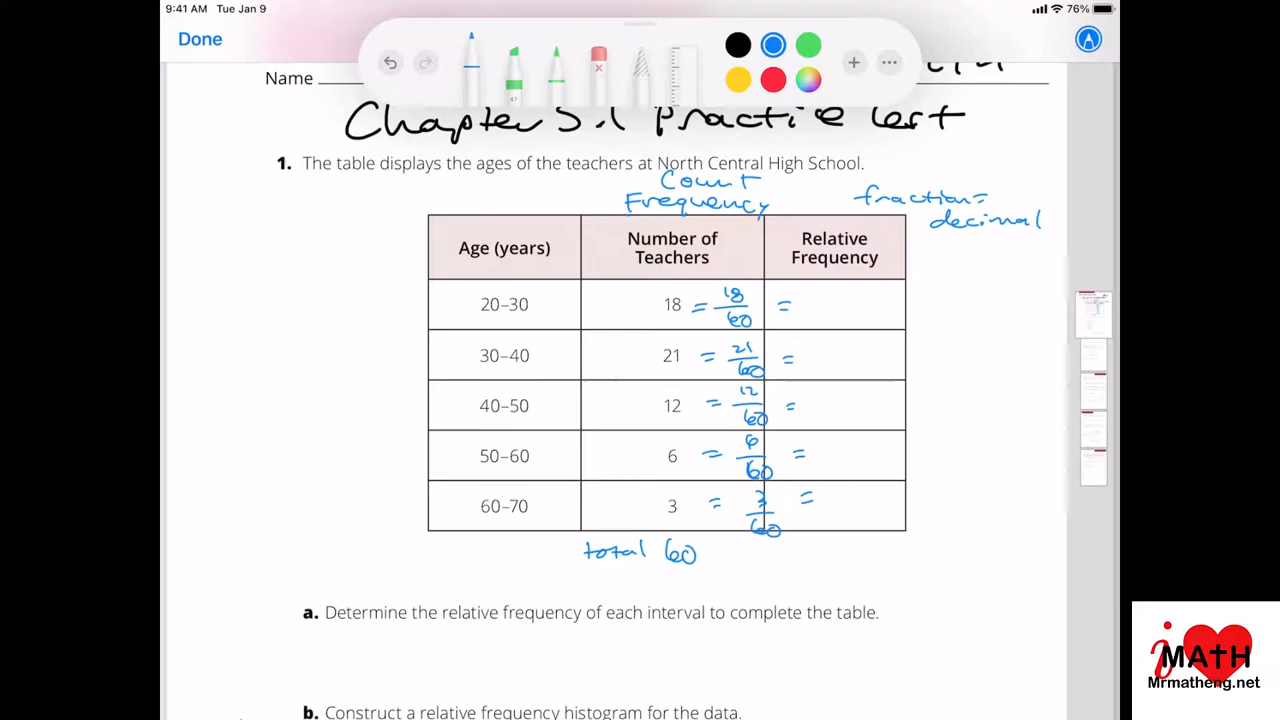 9:41 AM Tue Jan 9
76%
Done
Name
Chapter 5.1 Practice Test
1. The table displays the ages of the teachers at North Central High School.
Count
Frequency
fraction =
decimal
Age (years) Number of Teachers Relative Frequency
20–30 18 = 18/60 =
30–40 21 = 21/60 =
40–50 12 = 12/60 =
50–60 6 = 6/60 =
60–70 3 = 3/60 =
total 60
a. Determine the relative frequency of each interval to complete the table.
b. Construct a relative frequency histogram for the data.
i MATH
Mrmatheng.net